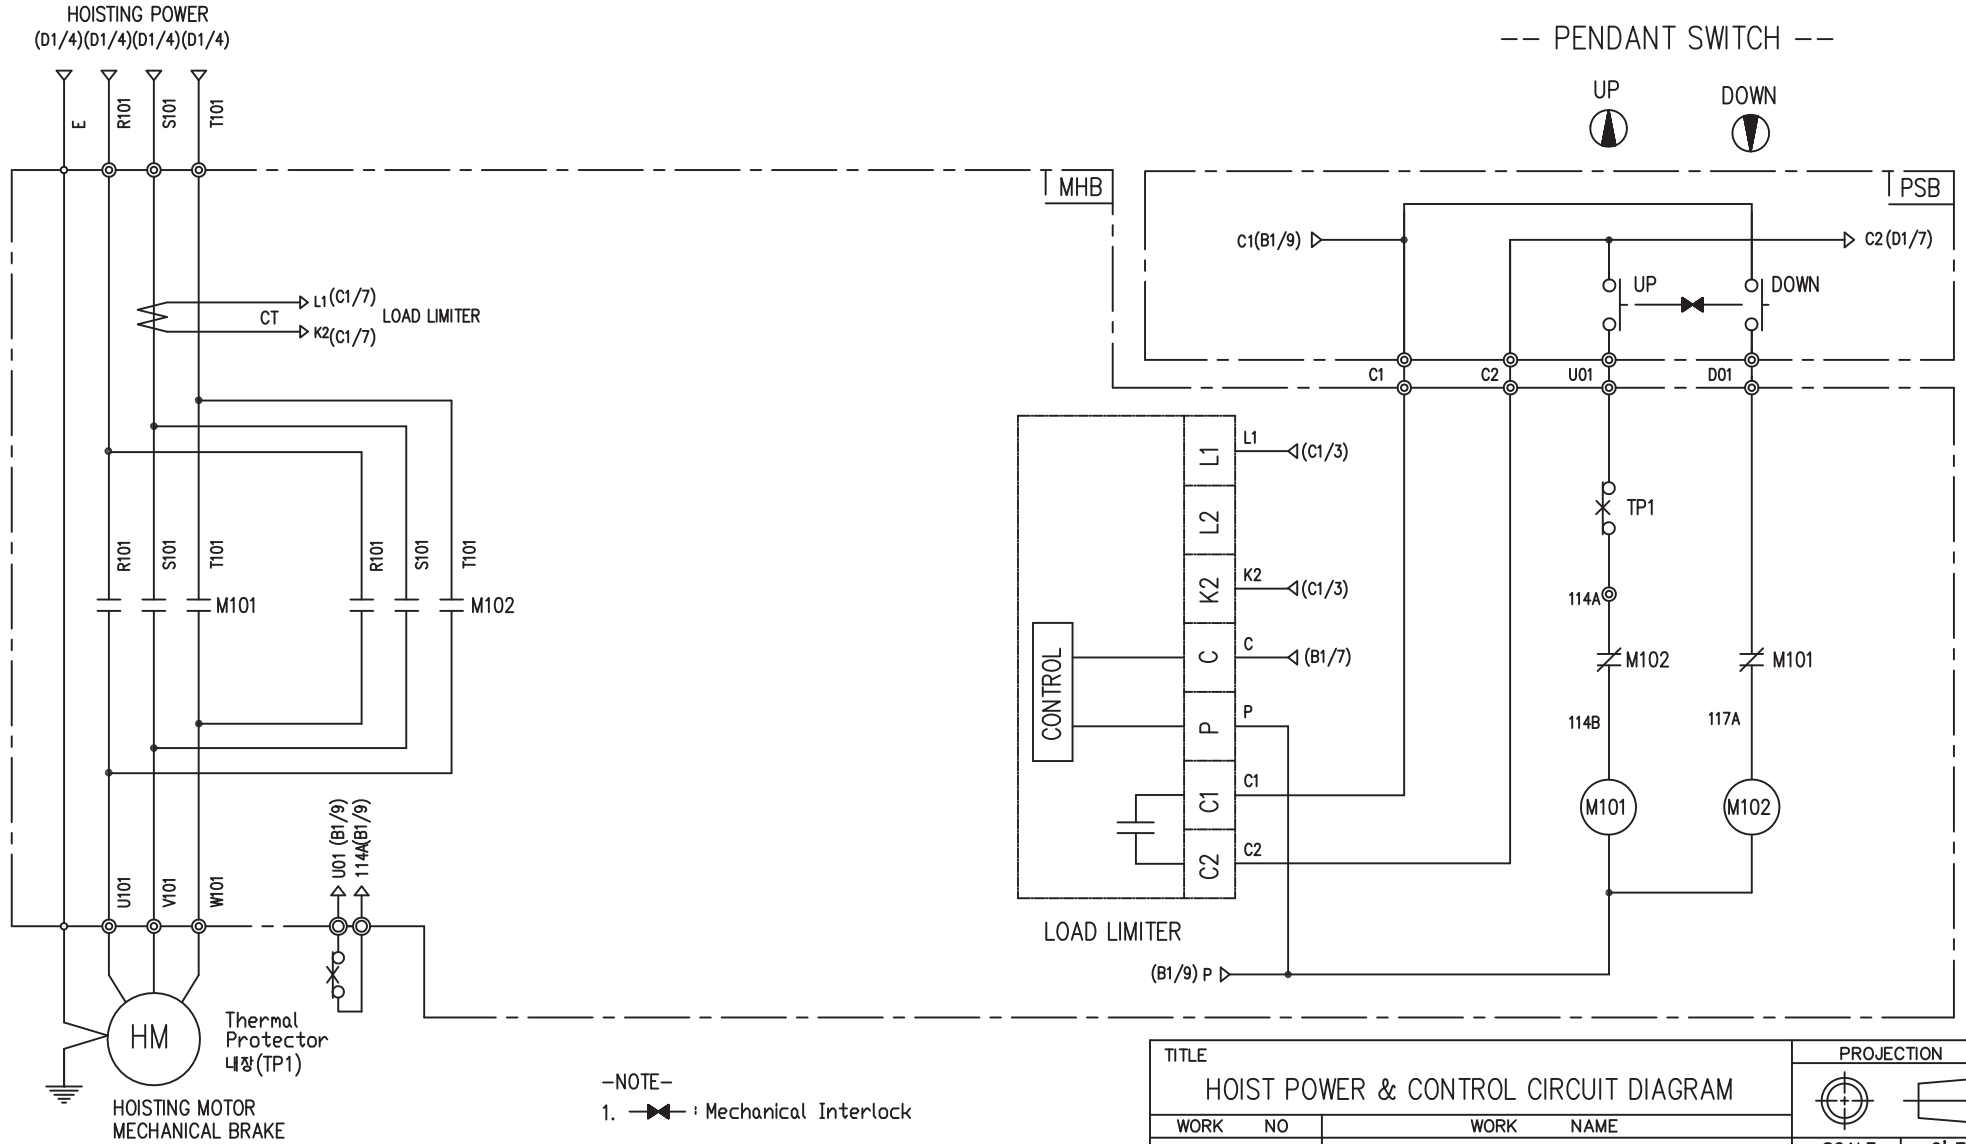 HOISTING POWER
(D1/4)(D1/4)(D1/4)(D1/4)
E
R101
S101
T101
-- PENDANT SWITCH --
UP
DOWN
MHB
PSB
C1(B1/9)
C2(D1/7)
UP
DOWN
L1(C1/7)
CT
LOAD LIMITER
K2(C1/7)
C1
C2
U01
D01
L1
L1
(C1/3)
L2
K2
K2
(C1/3)
CONTROL
C
C
(B1/7)
P
P
C1
C1
C2
C2
LOAD LIMITER
(B1/9) P
TP1
114A
M102
M101
114B
117A
M101
M102
R101
S101
T101
M101
R101
S101
T101
M102
U101
V101
W101
U01 (B1/9)
114A(B1/9)
HM
Thermal
Protector
내장(TP1)
HOISTING MOTOR
MECHANICAL BRAKE
-NOTE-
1. : Mechanical Interlock
TITLE
HOIST POWER & CONTROL CIRCUIT DIAGRAM
PROJECTION
WORK NO
WORK NAME